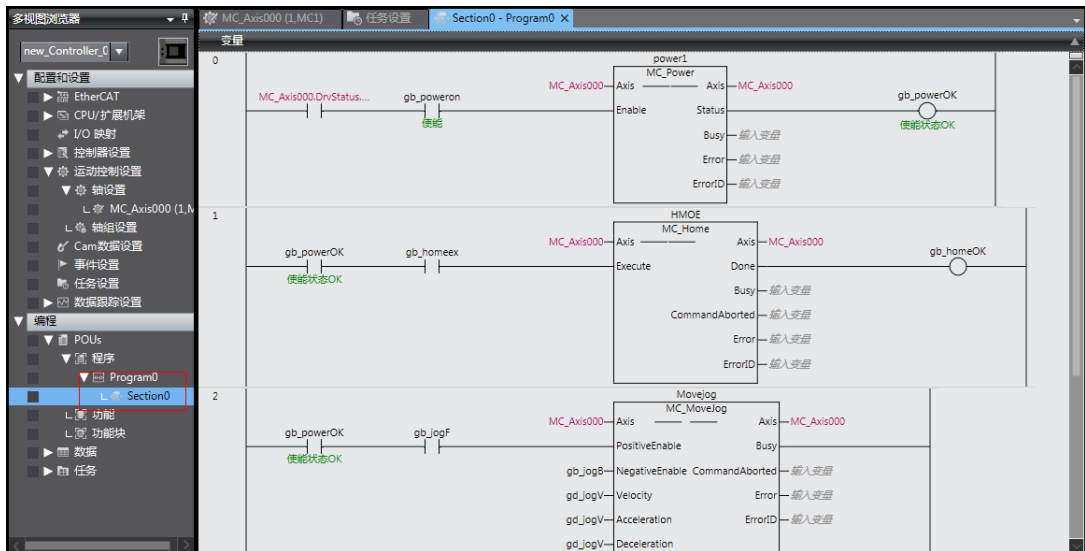 多视图浏览器
MC_Axis000 (1,MC1)
任务设置
Section0 - Program0
变量
new_Controller_0
配置和设置
EtherCAT
CPU/扩展机架
I/O 映射
控制器设置
运动控制设置
轴设置
MC_Axis000 (1,M
轴组设置
Cam数据设置
事件设置
任务设置
数据跟踪设置
编程
POUs
程序
Program0
Section0
功能
功能块
数据
任务
0
power1
MC_Power
MC_Axis000 Axis Axis MC_Axis000
MC_Axis000.DrvStatus.... gb_poweron gb_powerOK
Enable Status
使能 使能状态OK
Busy 输入变量
Error 输入变量
ErrorID 输入变量
1
HMOE
MC_Home
MC_Axis000 Axis Axis MC_Axis000
gb_powerOK gb_homeex gb_homeOK
Execute Done
使能状态OK
Busy 输入变量
CommandAborted 输入变量
Error 输入变量
ErrorID 输入变量
2
Movejog
MC_MoveJog
MC_Axis000 Axis Axis MC_Axis000
gb_powerOK gb_jogF
PositiveEnable Busy
使能状态OK
gb_jogB NegativeEnable CommandAborted 输入变量
gd_jogV Velocity Error 输入变量
gd_jogV Acceleration ErrorID 输入变量
gd_jogV Deceleration